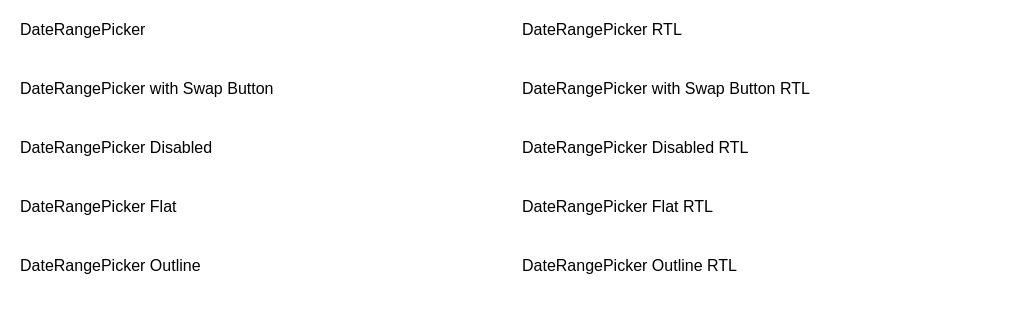 DateRangePicker
DateRangePicker RTL
DateRangePicker with Swap Button
DateRangePicker with Swap Button RTL
DateRangePicker Disabled
DateRangePicker Disabled RTL
DateRangePicker Flat
DateRangePicker Flat RTL
DateRangePicker Outline
DateRangePicker Outline RTL